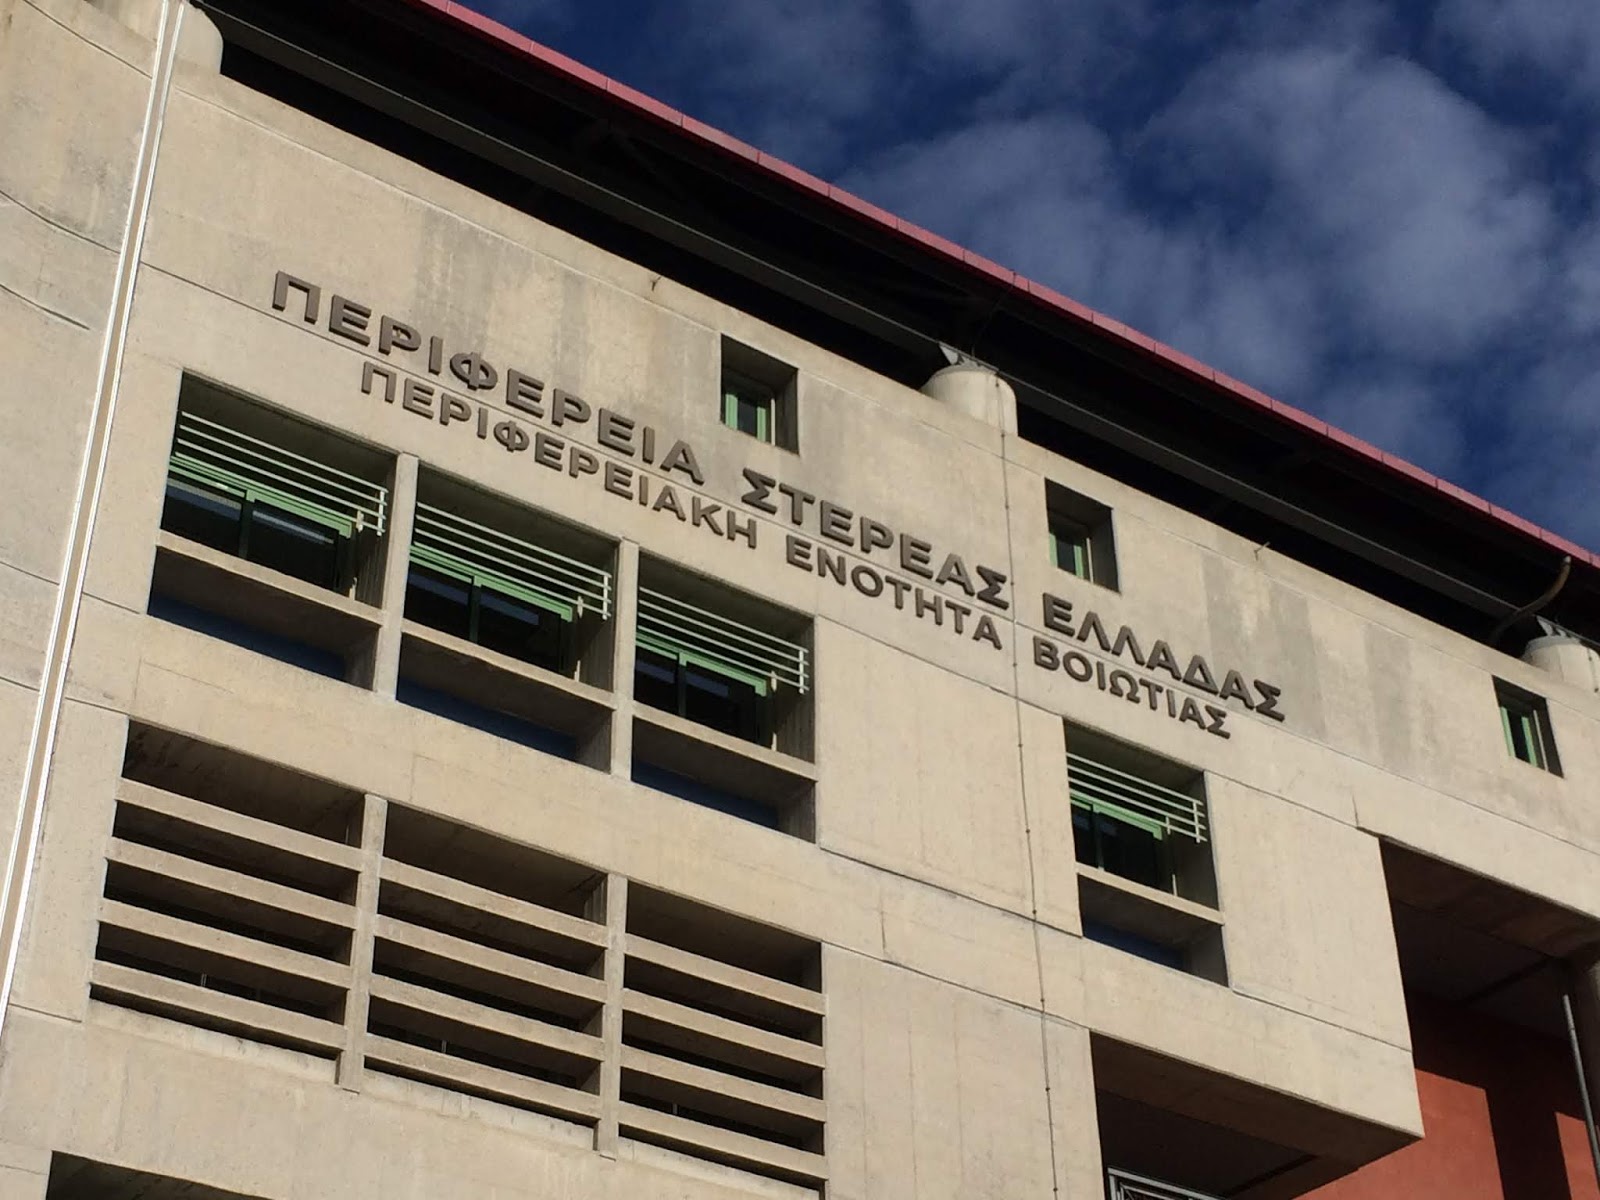 ΠΕΡΙΦΕΡΕΙΑ ΣΤΕΡΕΑΣ ΕΛΛΑΔΑΣ
ΠΕΡΙΦΕΡΕΙΑΚΗ ΕΝΟΤΗΤΑ ΒΟΙΩΤΙΑΣ